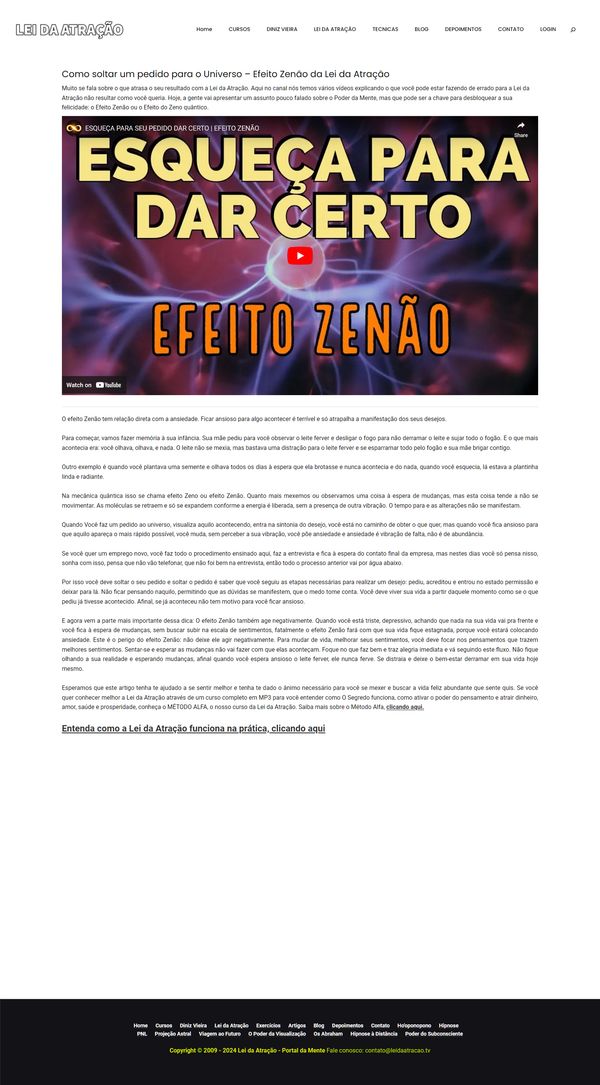 LEI DA ATRAÇÃO
Home CURSOS DINIZ VIEIRA LEI DA ATRAÇÃO TECNICAS BLOG DEPOIMENTOS CONTATO LOGIN
Como soltar um pedido para o Universo – Efeito Zenão da Lei da Atração
Muito se fala sobre o que atrasa o seu resultado com a Lei da Atração. Aqui no canal nós temos vários vídeos explicando o que você pode estar fazendo de errado para a Lei da
Atração não resultar como você queria. Hoje, a gente vai apresentar um assunto pouco falado sobre o Poder da Mente, mas que pode ser a chave para desbloquear a sua
felicidade: o Efeito Zenão ou o Efeito do Zeno quântico.
ESQUEÇA PARA SEU PEDIDO DAR CERTO | EFEITO ZENÃO
Share
ESQUEÇA PARA
DAR CERTO
EFEITO ZENÃO
Watch on YouTube
O efeito Zenão tem relação direta com a ansiedade. Ficar ansioso para algo acontecer é terrível e só atrapalha a manifestação dos seus desejos.
Para começar, vamos fazer memória à sua infância. Sua mãe pediu para você observar o leite ferver e desligar o fogo para não derramar o leite e sujar todo o fogão. E o que mais
acontecia era: você olhava, olhava, e nada. O leite não se mexia, mas bastava uma distração para o leite ferver e se esparramar todo pelo fogão e sua mãe brigar contigo.
Outro exemplo é quando você plantava uma semente e olhava todos os dias à espera que ela brotasse e nunca acontecia e do nada, quando você esquecia, lá estava a plantinha
linda e radiante.
Na mecânica quântica isso se chama efeito Zeno ou efeito Zenão. Quanto mais mexemos ou observamos uma coisa à espera de mudanças, mas esta coisa tende a não se
movimentar. As moléculas se retraem e só se expandem conforme a energia é liberada, sem a presença de outra vibração. O tempo para e as alterações não se manifestam.
Quando Você faz um pedido ao universo, visualiza aquilo acontecendo, entra na sintonia do desejo, você está no caminho de obter o que quer, mas quando você fica ansioso para
que aquilo apareça o mais rápido possível, você muda, sem perceber a sua vibração, você põe ansiedade e ansiedade é vibração de falta, não é de abundância.
Se você quer um emprego novo, você faz todo o procedimento ensinado aqui, faz a entrevista e fica à espera do contato final da empresa, mas nestes dias você só pensa nisso,
sonha com isso, pensa que não vão telefonar, que não foi bem na entrevista, então todo o processo anterior vai por água abaixo.
Por isso você deve soltar o seu pedido e soltar o pedido é saber que você seguiu as etapas necessárias para realizar um desejo: pediu, acreditou e entrou no estado permissão e
deixar para lá. Não ficar pensando naquilo, permitindo que as dúvidas se manifestem, que o medo tome conta. Você deve viver sua vida a partir daquele momento como se o que
pediu já tivesse acontecido. Afinal, se já aconteceu não tem motivo para você ficar ansioso.
E agora vem a parte mais importante dessa dica: O efeito Zenão também age negativamente. Quando você está triste, depressivo, achando que nada na sua vida vai pra frente e
você fica à espera de mudanças, sem buscar subir na escala de sentimentos, fatalmente o efeito Zenão fará com que sua vida fique estagnada, porque você estará colocando
ansiedade. Este é o perigo do efeito Zenão: não deixe ele agir negativamente. Para mudar de vida, melhorar seus sentimentos, você deve focar nos pensamentos que trazem
melhores sentimentos. Sentar-se e esperar as mudanças não vai fazer com que elas aconteçam. Foque no que faz bem e traz alegria imediata e vá seguindo este fluxo. Não fique
olhando a sua realidade e esperando mudanças, afinal quando você espera ansioso o leite ferver, ele nunca ferve. Se distraia e deixe o bem-estar derramar em sua vida hoje
mesmo.
Esperamos que este artigo tenha te ajudado a se sentir melhor e tenha te dado o ânimo necessário para você se mexer e buscar a vida feliz abundante que sente quis. Se você
quer conhecer melhor a Lei da Atração através de um curso completo em MP3 para você entender como O Segredo funciona, como ativar o poder do pensamento e atrair dinheiro,
amor, saúde e prosperidade, conheça o MÉTODO ALFA, o nosso curso da Lei da Atração. Saiba mais sobre o Método Alfa, clicando aqui.
Entenda como a Lei da Atração funciona na prática, clicando aqui
Home Cursos Diniz Vieira Lei da Atração Exercícios Artigos Blog Depoimentos Contato Ho'oponopono Hipnose
PNL Projeção Astral Viagem ao Futuro O Poder da Visualização Os Abraham Hipnose à Distância Poder do Subconsciente
Copyright © 2009 - 2024 Lei da Atração - Portal da Mente Fale conosco: contato@leidaatracao.tv